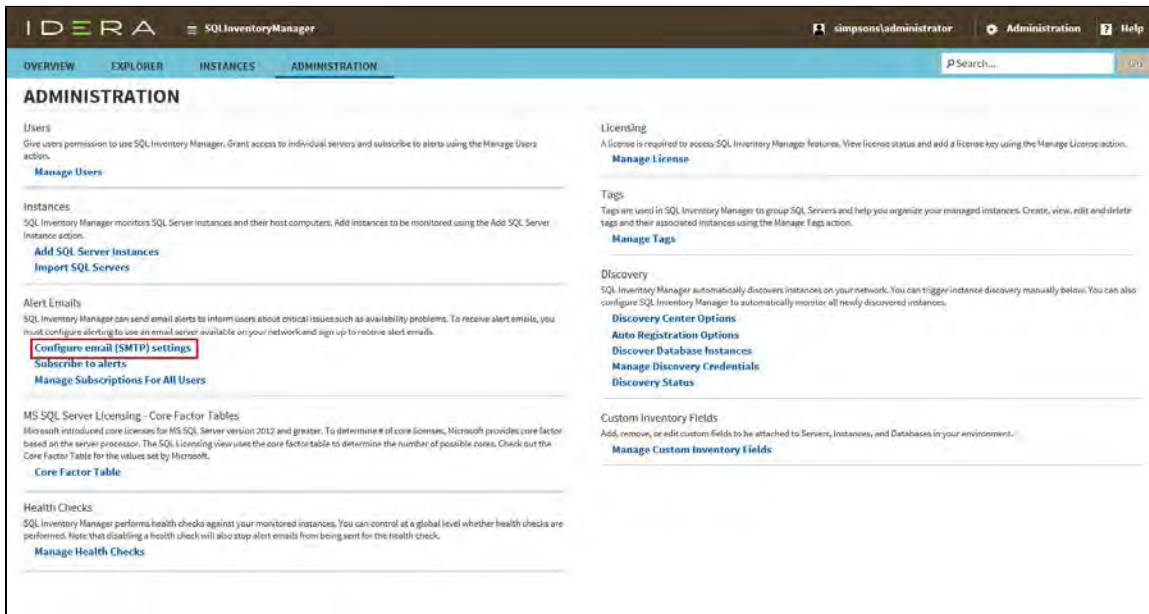 IDERA
SQLInventoryManager
simpsons\administrator
Administration
Help
OVERVIEW
EXPLORER
INSTANCES
ADMINISTRATION
Search...
GO
ADMINISTRATION
Users
Give users permission to use SQL Inventory Manager. Grant access to individual servers and subscribe to alerts using the Manage Users
action.
Manage Users
Instances
SQL Inventory Manager monitors SQL Server instances and their host computers. Add instances to be monitored using the Add SQL Server
Instance action.
Add SQL Server Instances
Import SQL Servers
Alert Emails
SQL Inventory Manager can send email alerts to inform users about critical issues such as availability problems. To receive alert emails, you
must configure alerting to use an email server available on your network and sign up to receive alert emails.
Configure email (SMTP) settings
Subscribe to alerts
Manage Subscriptions For All Users
MS SQL Server Licensing - Core Factor Tables
Microsoft introduced core licenses for MS SQL Server version 2012 and greater. To determine # of core licenses, Microsoft provides core factor
based on the server processor. The SQL Licensing view uses the core factor table to determine the number of possible cores. Check out the
Core Factor Table for the values set by Microsoft.
Core Factor Table
Health Checks
SQL Inventory Manager performs health checks against your monitored instances. You can control at a global level whether health checks are
performed. Note that disabling a health check will also stop alert emails from being sent for the health check.
Manage Health Checks
Licensing
A license is required to access SQL Inventory Manager features. View license status and add a license key using the Manage License action.
Manage License
Tags
Tags are used in SQL Inventory Manager to group SQL Servers and help you organize your managed instances. Create, view, edit and delete
tags and their associated instances using the Manage Tags action.
Manage Tags
Discovery
SQL Inventory Manager automatically discovers instances on your network. You can trigger instance discovery manually below. You can also
configure SQL Inventory Manager to automatically monitor all newly discovered instances.
Discovery Center Options
Auto Registration Options
Discover Database Instances
Manage Discovery Credentials
Discovery Status
Custom Inventory Fields
Add, remove, or edit custom fields to be attached to Servers, Instances, and Databases in your environment.
Manage Custom Inventory Fields